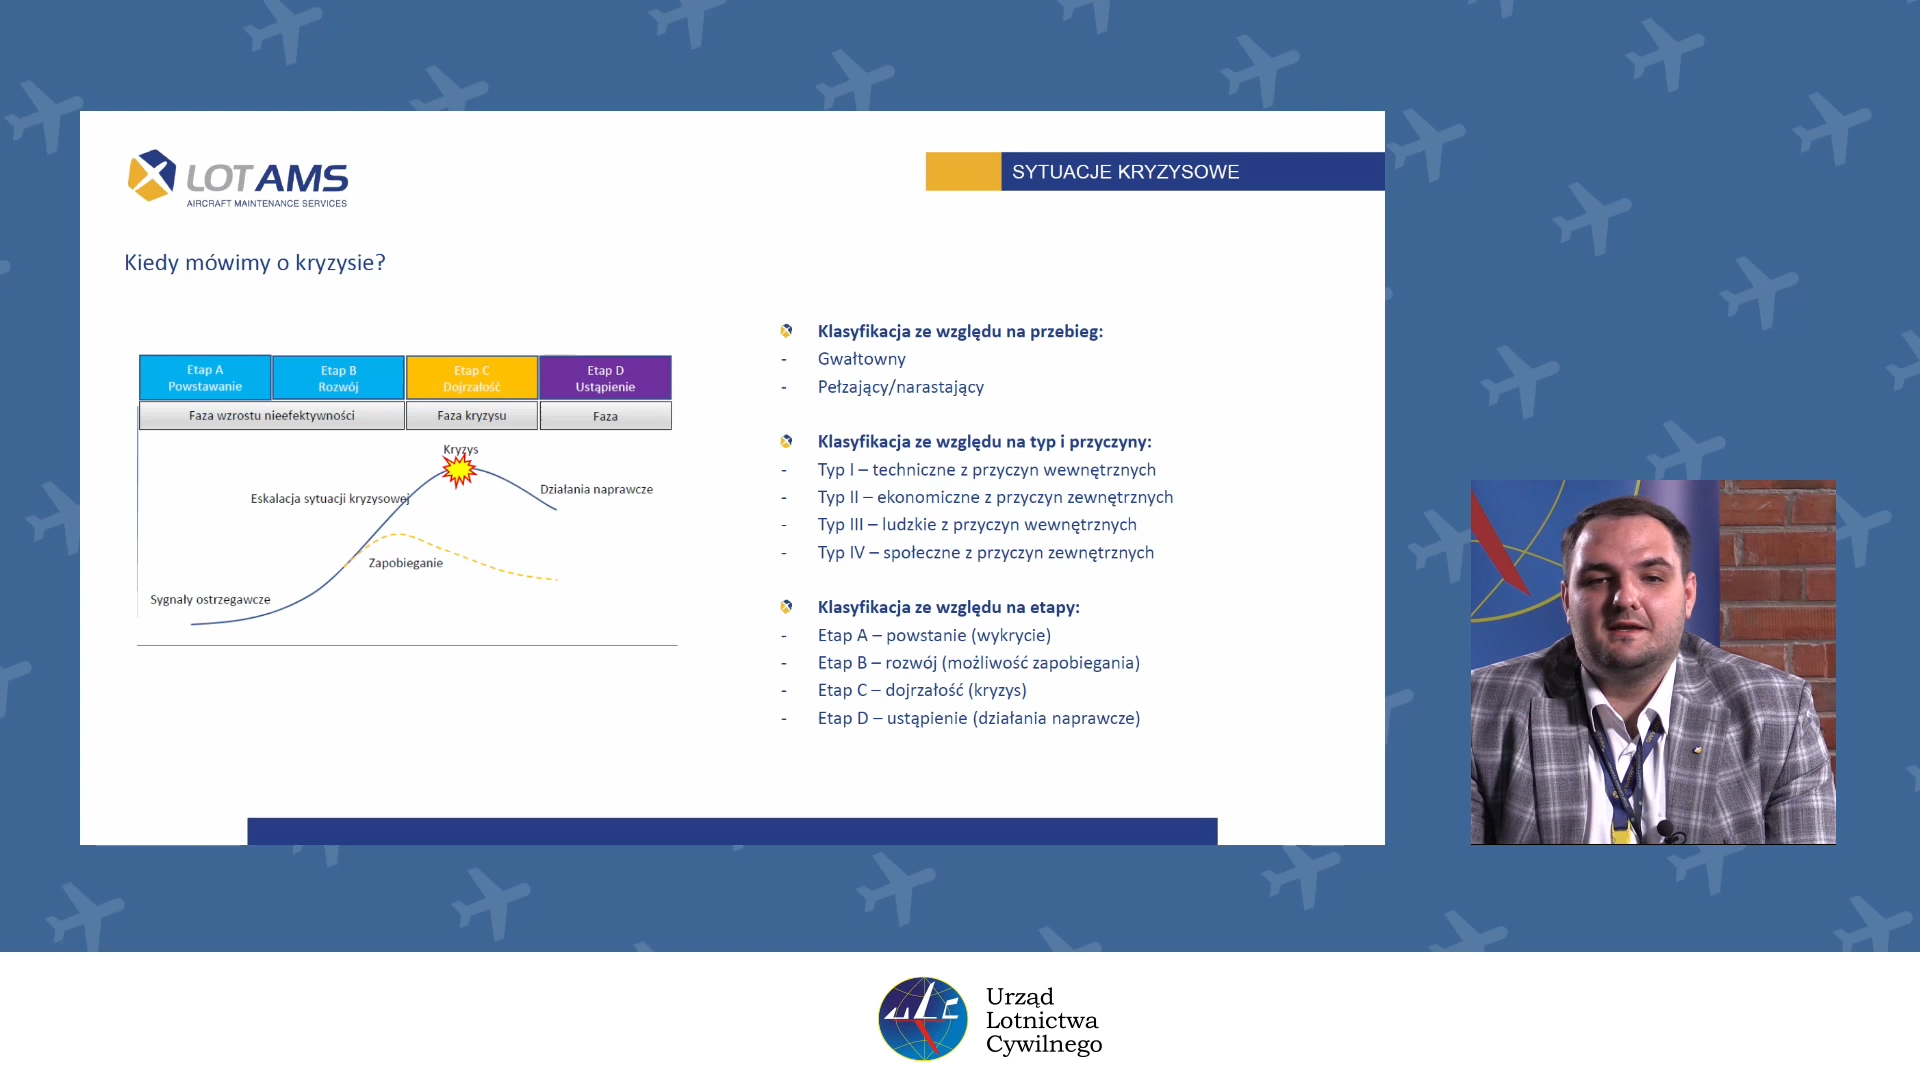 LOTAMS
AIRCRAFT MAINTENANCE SERVICES
SYTUACJE KRYZYSOWE
Kiedy mówimy o kryzysie?
Etap A
Powstawanie
Etap B
Rozwój
Etap C
Dojrzałość
Etap D
Ustąpienie
Faza wzrostu nieefektywności
Faza kryzysu
Faza
Kryzys
Eskalacja sytuacji kryzysowej
Działania naprawcze
Zapobieganie
Sygnały ostrzegawcze
Klasyfikacja ze względu na przebieg:
- Gwałtowny
- Pełzający/narastający
Klasyfikacja ze względu na typ i przyczyny:
- Typ I – techniczne z przyczyn wewnętrznych
- Typ II – ekonomiczne z przyczyn zewnętrznych
- Typ III – ludzkie z przyczyn wewnętrznych
- Typ IV – społeczne z przyczyn zewnętrznych
Klasyfikacja ze względu na etapy:
- Etap A – powstanie (wykrycie)
- Etap B – rozwój (możliwość zapobiegania)
- Etap C – dojrzałość (kryzys)
- Etap D – ustąpienie (działania naprawcze)
ULC
Urząd
Lotnictwa
Cywilnego